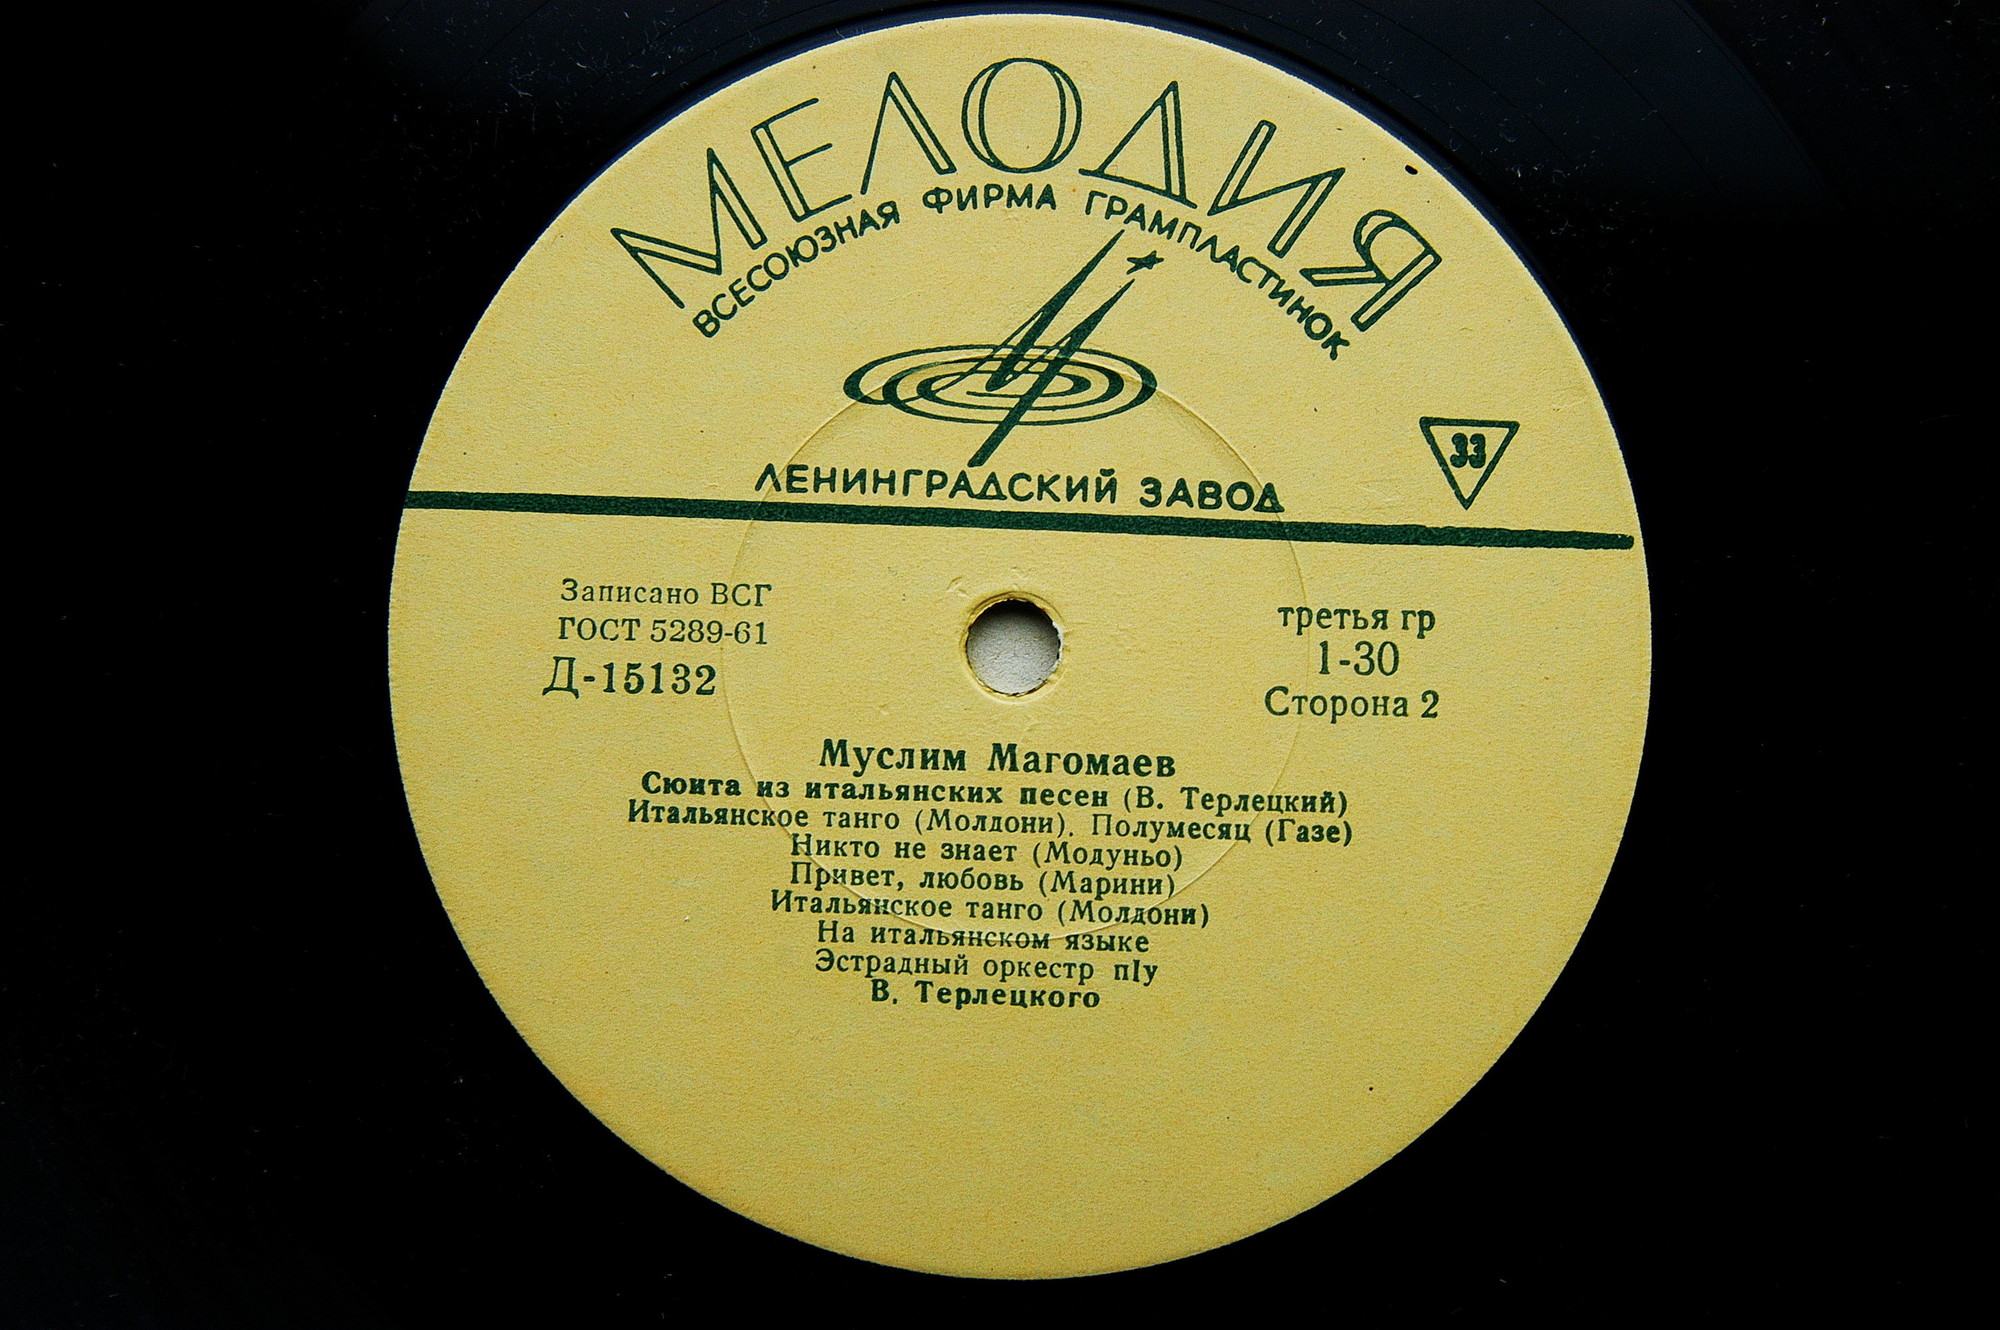 МЕЛОДИЯ
ВСЕСОЮЗНАЯ ФИРМА ГРАМПЛАСТИНОК
33
ЛЕНИНГРАДСКИЙ ЗАВОД
Записано ВСГ
ГОСТ 5289-61
Д-15132
третья гр
1-30
Сторона 2
Муслим Магомаев
Сюита из итальянских песен (В. Терлецкий)
Итальянское танго (Молдони). Полумесяц (Газе)
Никто не знает (Модуньо)
Привет, любовь (Марини)
Итальянское танго (Молдони)
На итальянском языке
Эстрадный оркестр п/у
В. Терлецкого